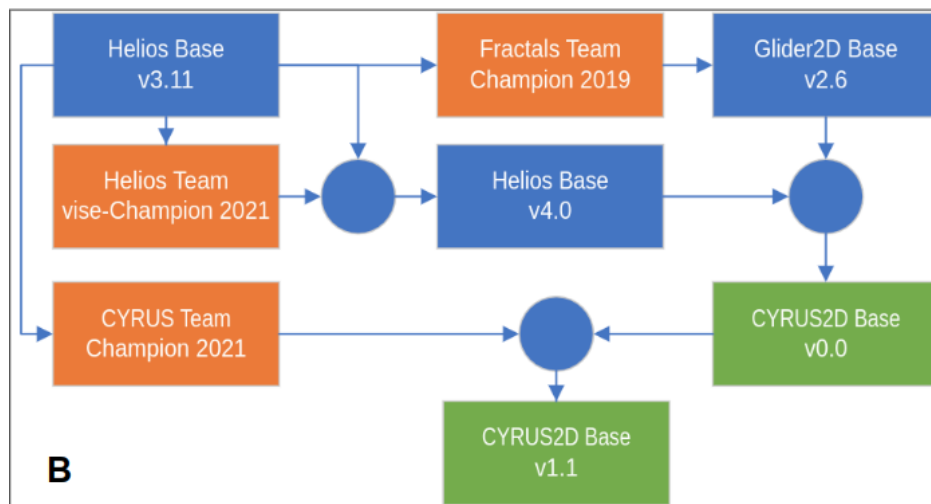 Helios Base
v3.11
Fractals Team
Champion 2019
Glider2D Base
v2.6
Helios Team
vise-Champion 2021
Helios Base
v4.0
CYRUS Team
Champion 2021
CYRUS2D Base
v0.0
CYRUS2D Base
v1.1
B